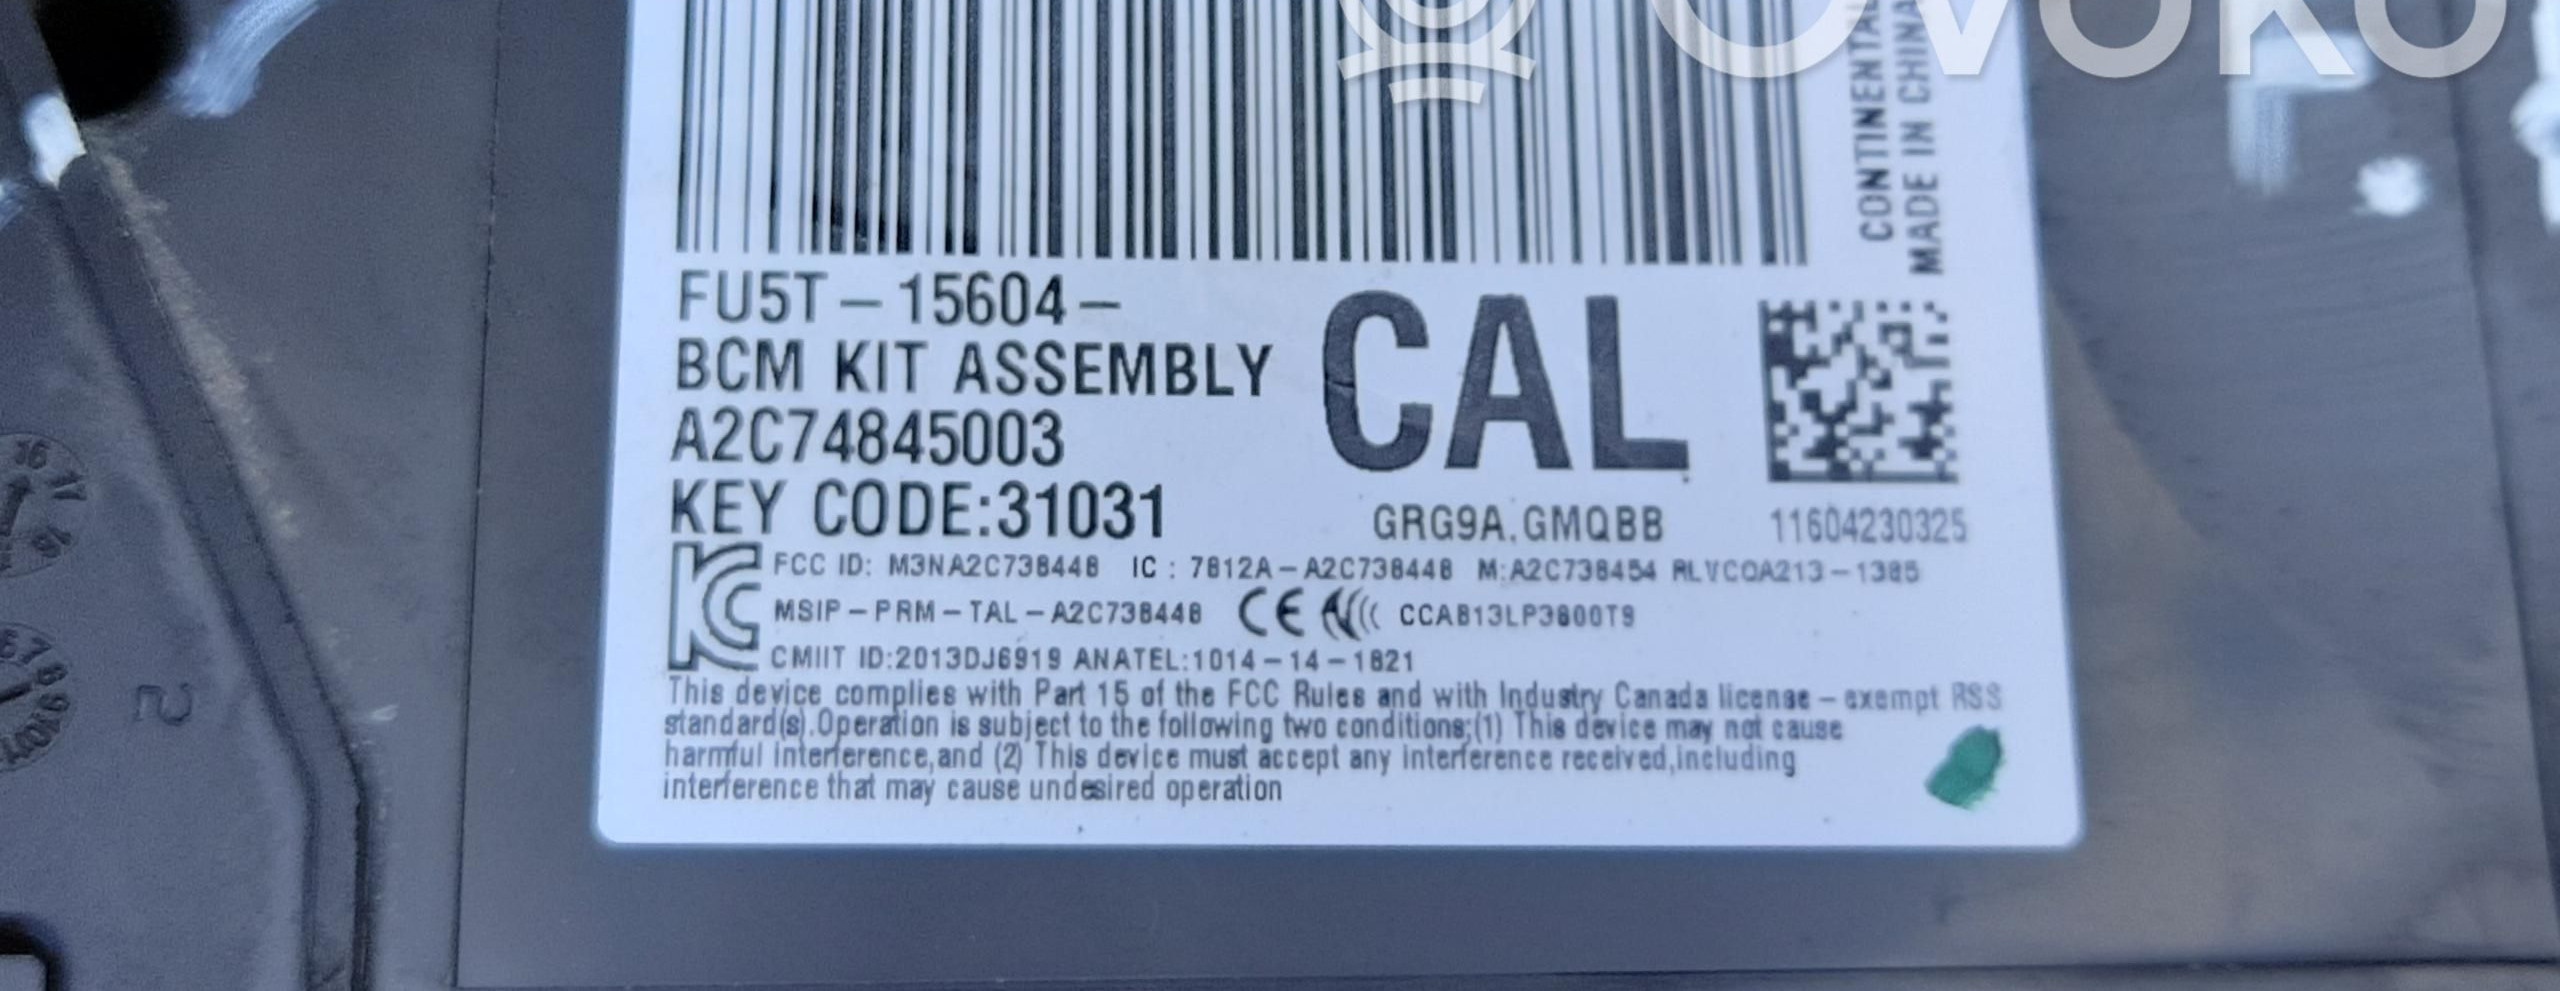 Ovoko
CONTINENTAL
MADE IN CHINA
FU5T-15604-
BCM KIT ASSEMBLY
A2C74845003
KEY CODE:31031
CAL
GRG9A.GMQBB
11604230325
FCC ID: M3NA2C738448 IC : 7812A-A2C738448 M:A2C738454 RLVCOA213-1385
MSIP-PRM-TAL-A2C738448 CE CCAB13LP3800T9
CMIIT ID:2013DJ6919 ANATEL:1014-14-1821
This device complies with Part 15 of the FCC Rules and with Industry Canada license-exempt RSS
standard(s).Operation is subject to the following two conditions;(1) This device may not cause
harmful interference,and (2) This device must accept any interference received,including
interference that may cause undesired operation
2